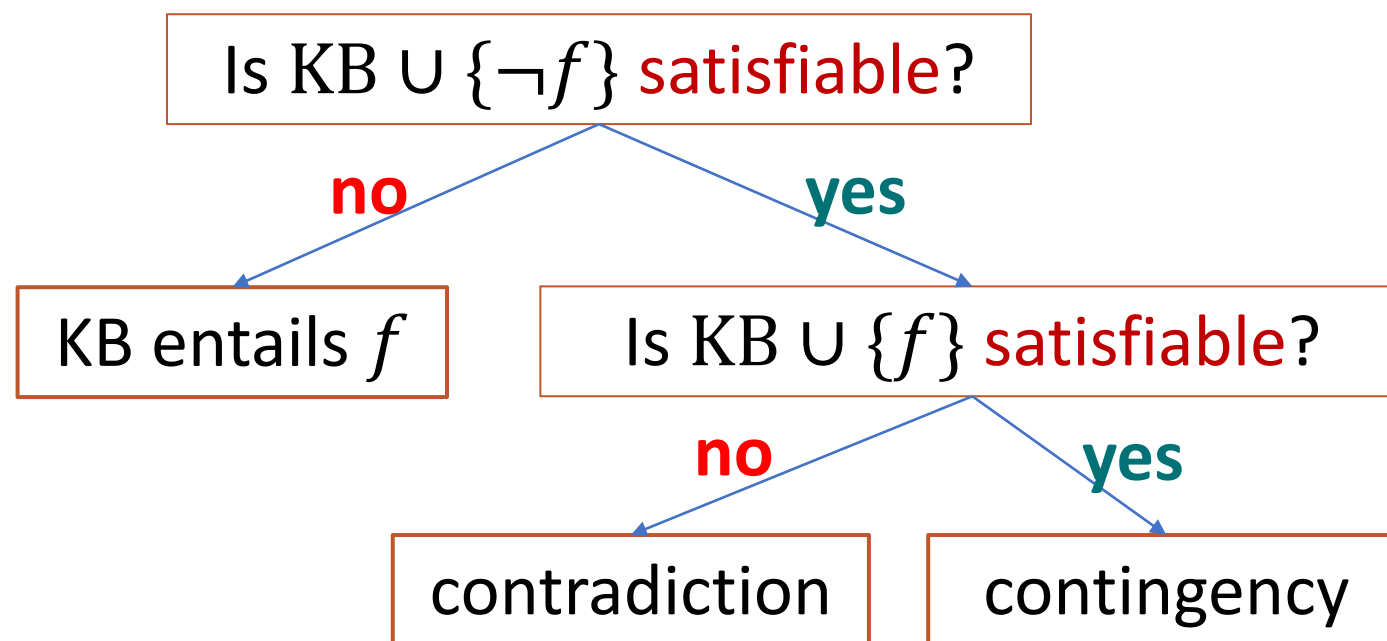 Is KB ∪ {¬f} satisfiable?
no
yes
KB entails f
Is KB ∪ {f} satisfiable?
no
yes
contradiction
contingency